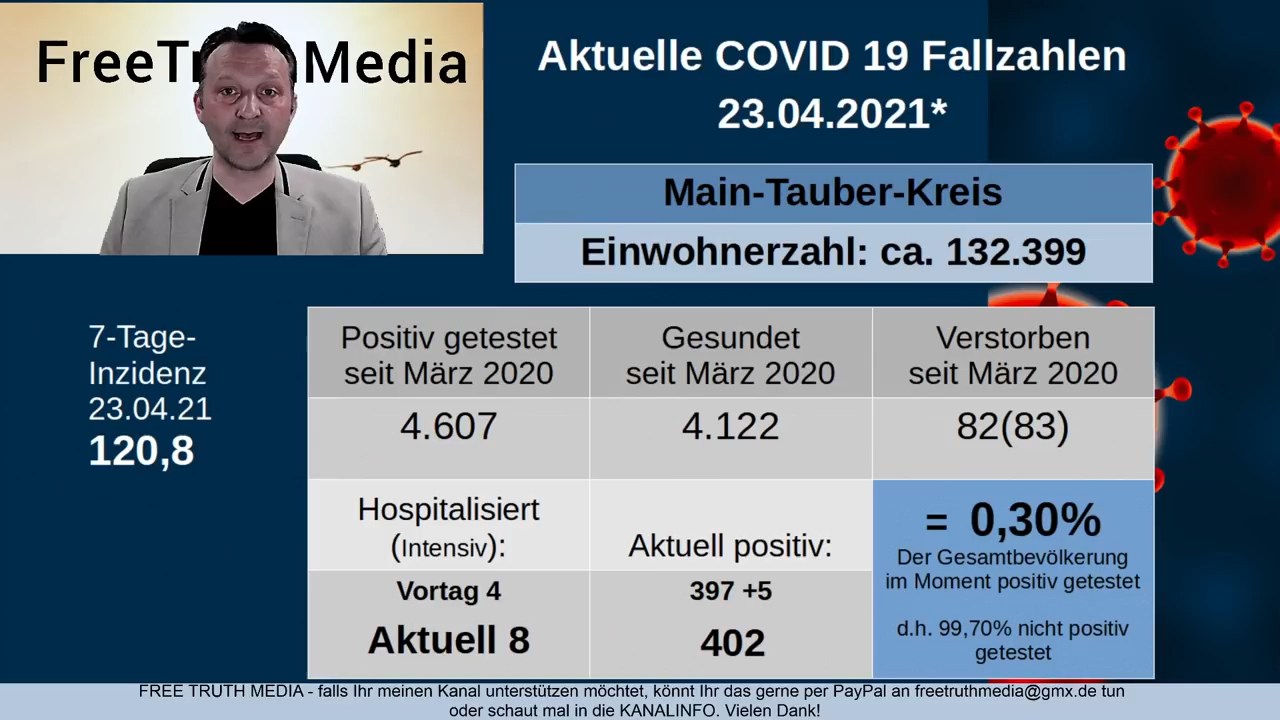 FreeTruthMedia
Aktuelle COVID 19 Fallzahlen
23.04.2021*
Main-Tauber-Kreis
Einwohnerzahl: ca. 132.399
7-Tage-
Inzidenz
23.04.21
120,8
Positiv getestet
seit März 2020
Gesundet
seit März 2020
Verstorben
seit März 2020
4.607
4.122
82(83)
Hospitalisiert
(Intensiv):
Aktuell positiv:
Vortag 4
Aktuell 8
397 +5
402
= 0,30%
Der Gesamtbevölkerung
im Moment positiv getestet
d.h. 99,70% nicht positiv
getestet
FREE TRUTH MEDIA - falls Ihr meinen Kanal unterstützen möchtet, könnt Ihr das gerne per PayPal an freetruthmedia@gmx.de tun
oder schaut mal in die KANALINFO. Vielen Dank!